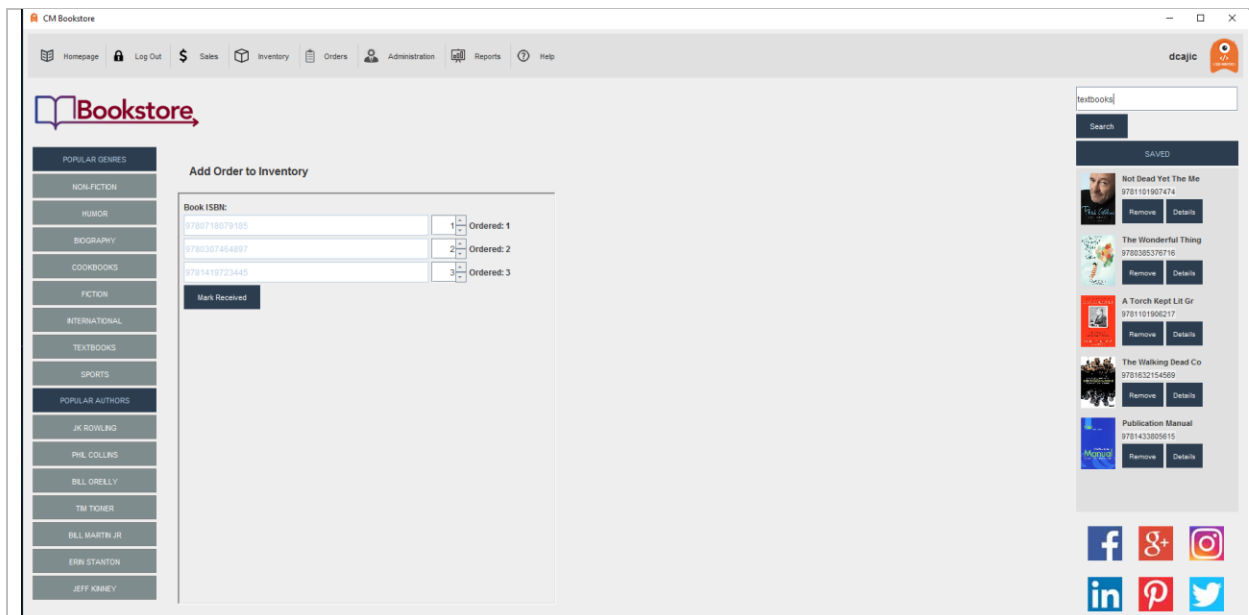 CM Bookstore
Homepage Log Out $ Sales Inventory Orders Administration Reports ? Help
dcajic
Bookstore
textbooks
Search
POPULAR GENRES
NON-FICTION
HUMOR
BIOGRAPHY
COOKBOOKS
FICTION
INTERNATIONAL
TEXTBOOKS
SPORTS
POPULAR AUTHORS
JK ROWLING
PHIL COLLINS
BILL OREILLY
TIM TIGNER
BILL MARTIN JR
ERIN STANTON
JEFF KINNEY
Add Order to Inventory
Book ISBN:
9780718079185 1 Ordered: 1
9780307464897 2 Ordered: 2
9781419723445 3 Ordered: 3
Mark Received
SAVED
Not Dead Yet The Me
9781101907474
Remove Details
The Wonderful Thing
9780385376716
Remove Details
A Torch Kept Lit Gr
9781101906217
Remove Details
The Walking Dead Co
9781632154569
Remove Details
Publication Manual
9781433805615
Remove Details
Manual
f g+
in